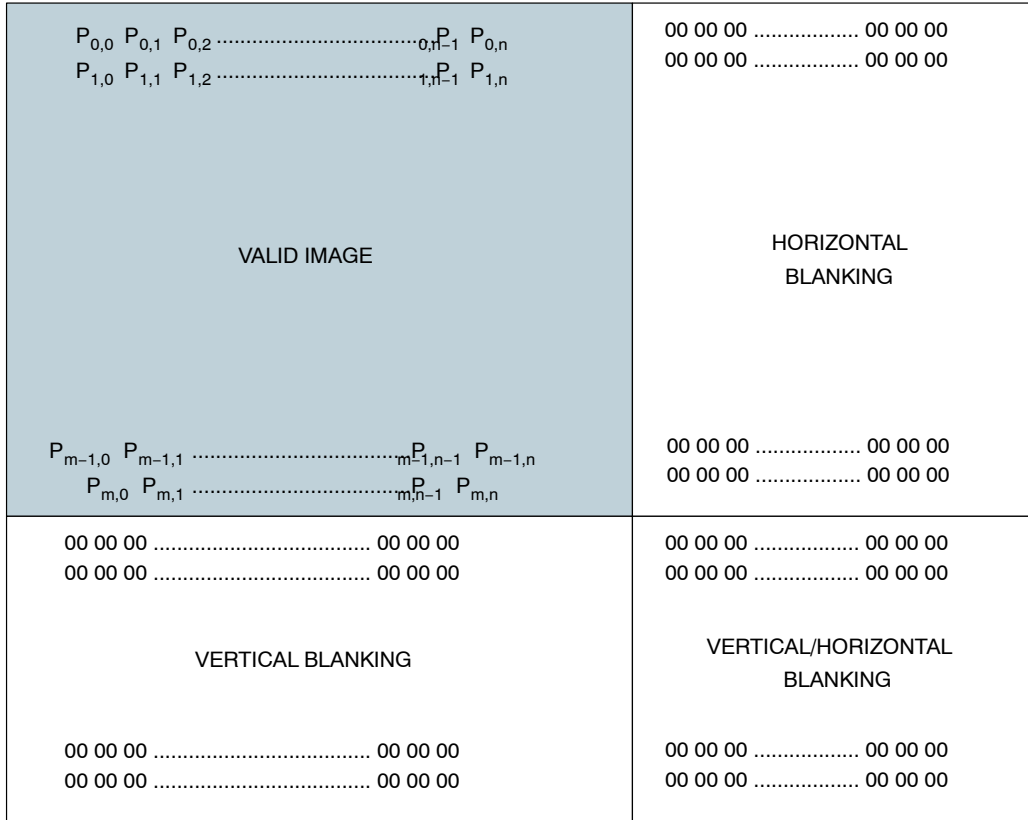 P0,0 P0,1 P0,2 .....................................P0,n–1 P0,n
P1,0 P1,1 P1,2 .....................................P1,n–1 P1,n
00 00 00 .................. 00 00 00
00 00 00 .................. 00 00 00
VALID IMAGE
HORIZONTAL
BLANKING
Pm–1,0 Pm–1,1 .....................................Pm–1,n–1 Pm–1,n
Pm,0 Pm,1 .....................................Pm,n–1 Pm,n
00 00 00 .................. 00 00 00
00 00 00 .................. 00 00 00
00 00 00 ..................................... 00 00 00
00 00 00 ..................................... 00 00 00
VERTICAL BLANKING
00 00 00 ..................................... 00 00 00
00 00 00 ..................................... 00 00 00
00 00 00 .................. 00 00 00
00 00 00 .................. 00 00 00
VERTICAL/HORIZONTAL
BLANKING
00 00 00 .................. 00 00 00
00 00 00 .................. 00 00 00